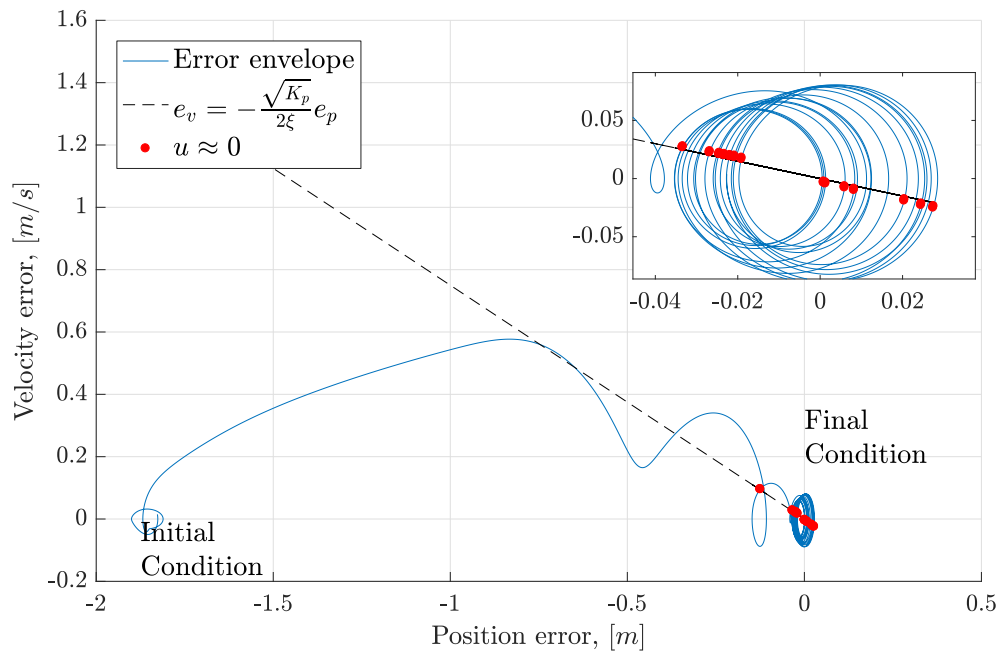 1.6
1.4
1.2
1
0.8
0.6
0.4
0.2
0
-0.2
Velocity error, [m/s]
Error envelope
e_v = -\frac{\sqrt{K_p}}{2ξ}e_p
u ≈ 0
0.05
0
-0.05
-0.04 -0.02 0 0.02
Final
Condition
Initial
Condition
-2 -1.5 -1 -0.5 0 0.5
Position error, [m]